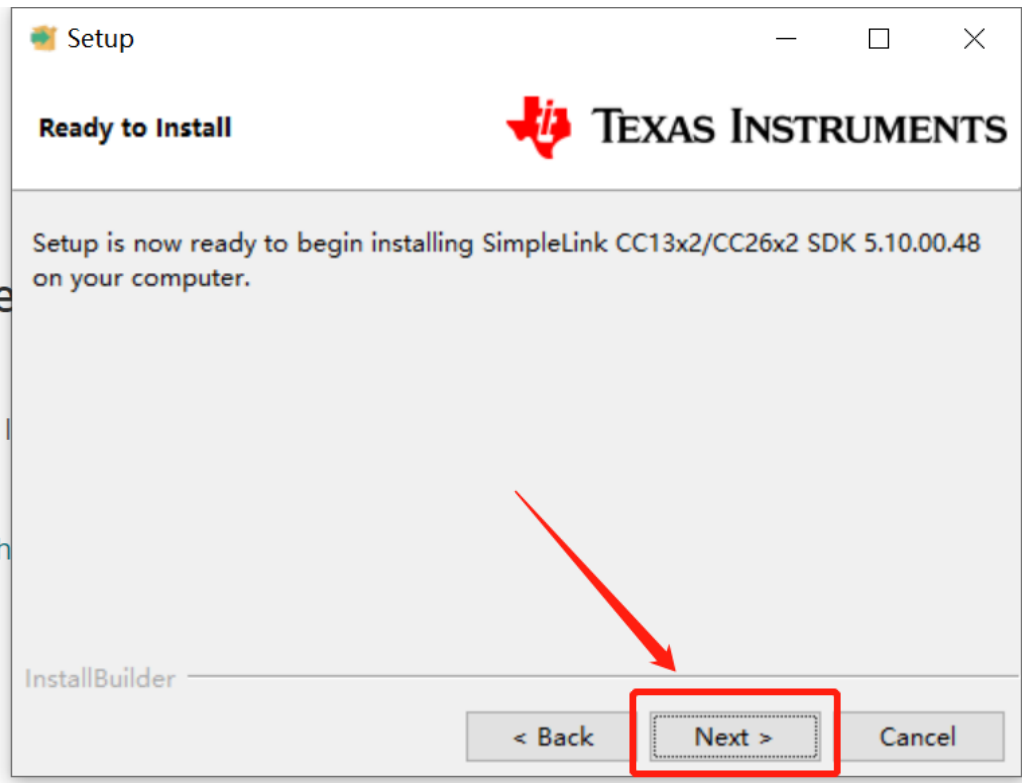 Setup
Ready to Install
TEXAS INSTRUMENTS
Setup is now ready to begin installing SimpleLink CC13x2/CC26x2 SDK 5.10.00.48
on your computer.
InstallBuilder
< Back
Next >
Cancel